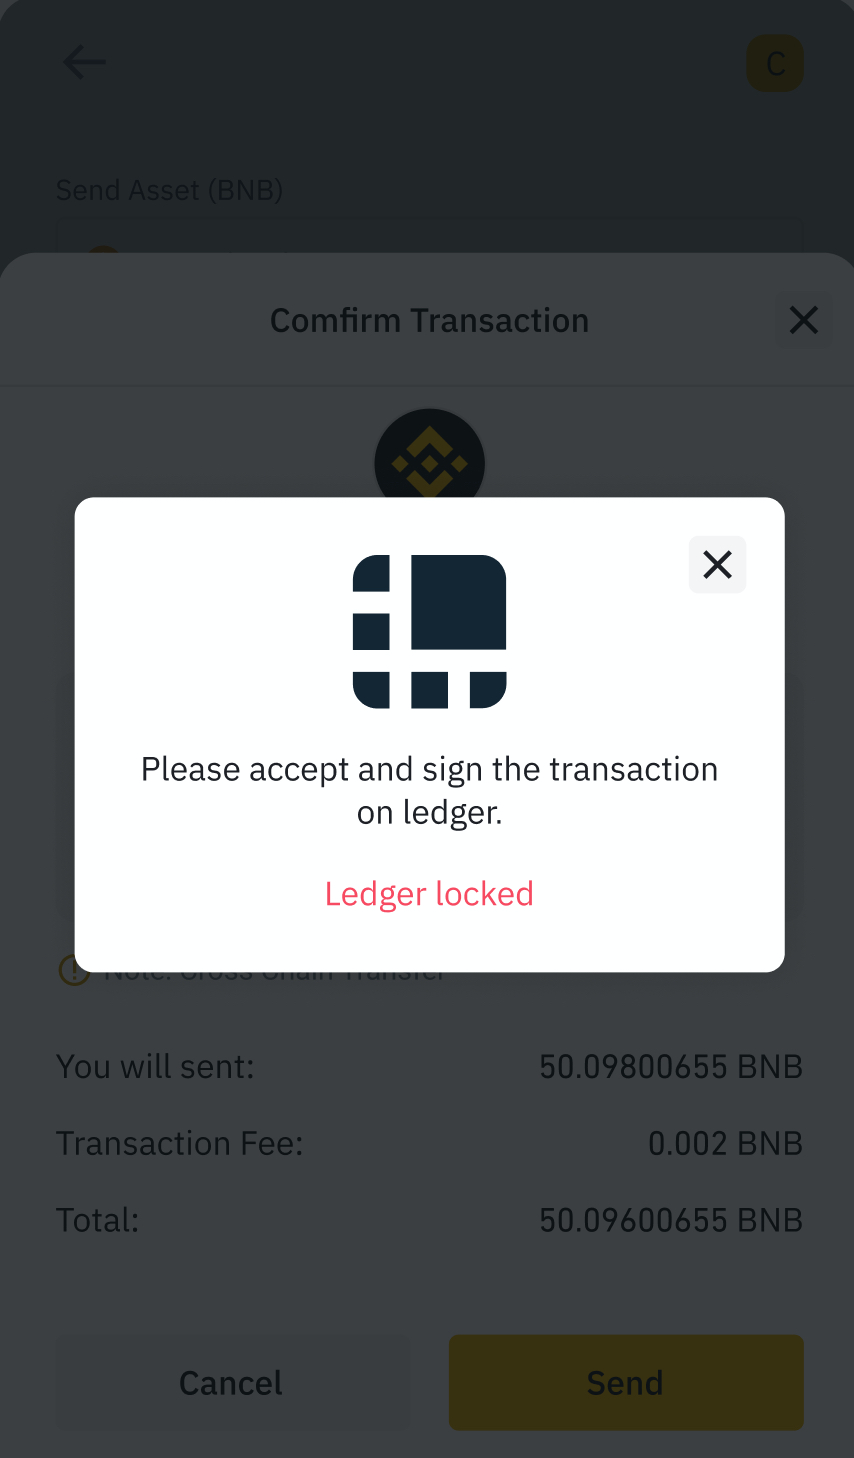 C
Send Asset (BNB)
Comfirm Transaction
Please accept and sign the transaction
on ledger.
Ledger locked
Note: Cross Chain Transfer
You will sent: 50.09800655 BNB
Transaction Fee: 0.002 BNB
Total: 50.09600655 BNB
Cancel Send